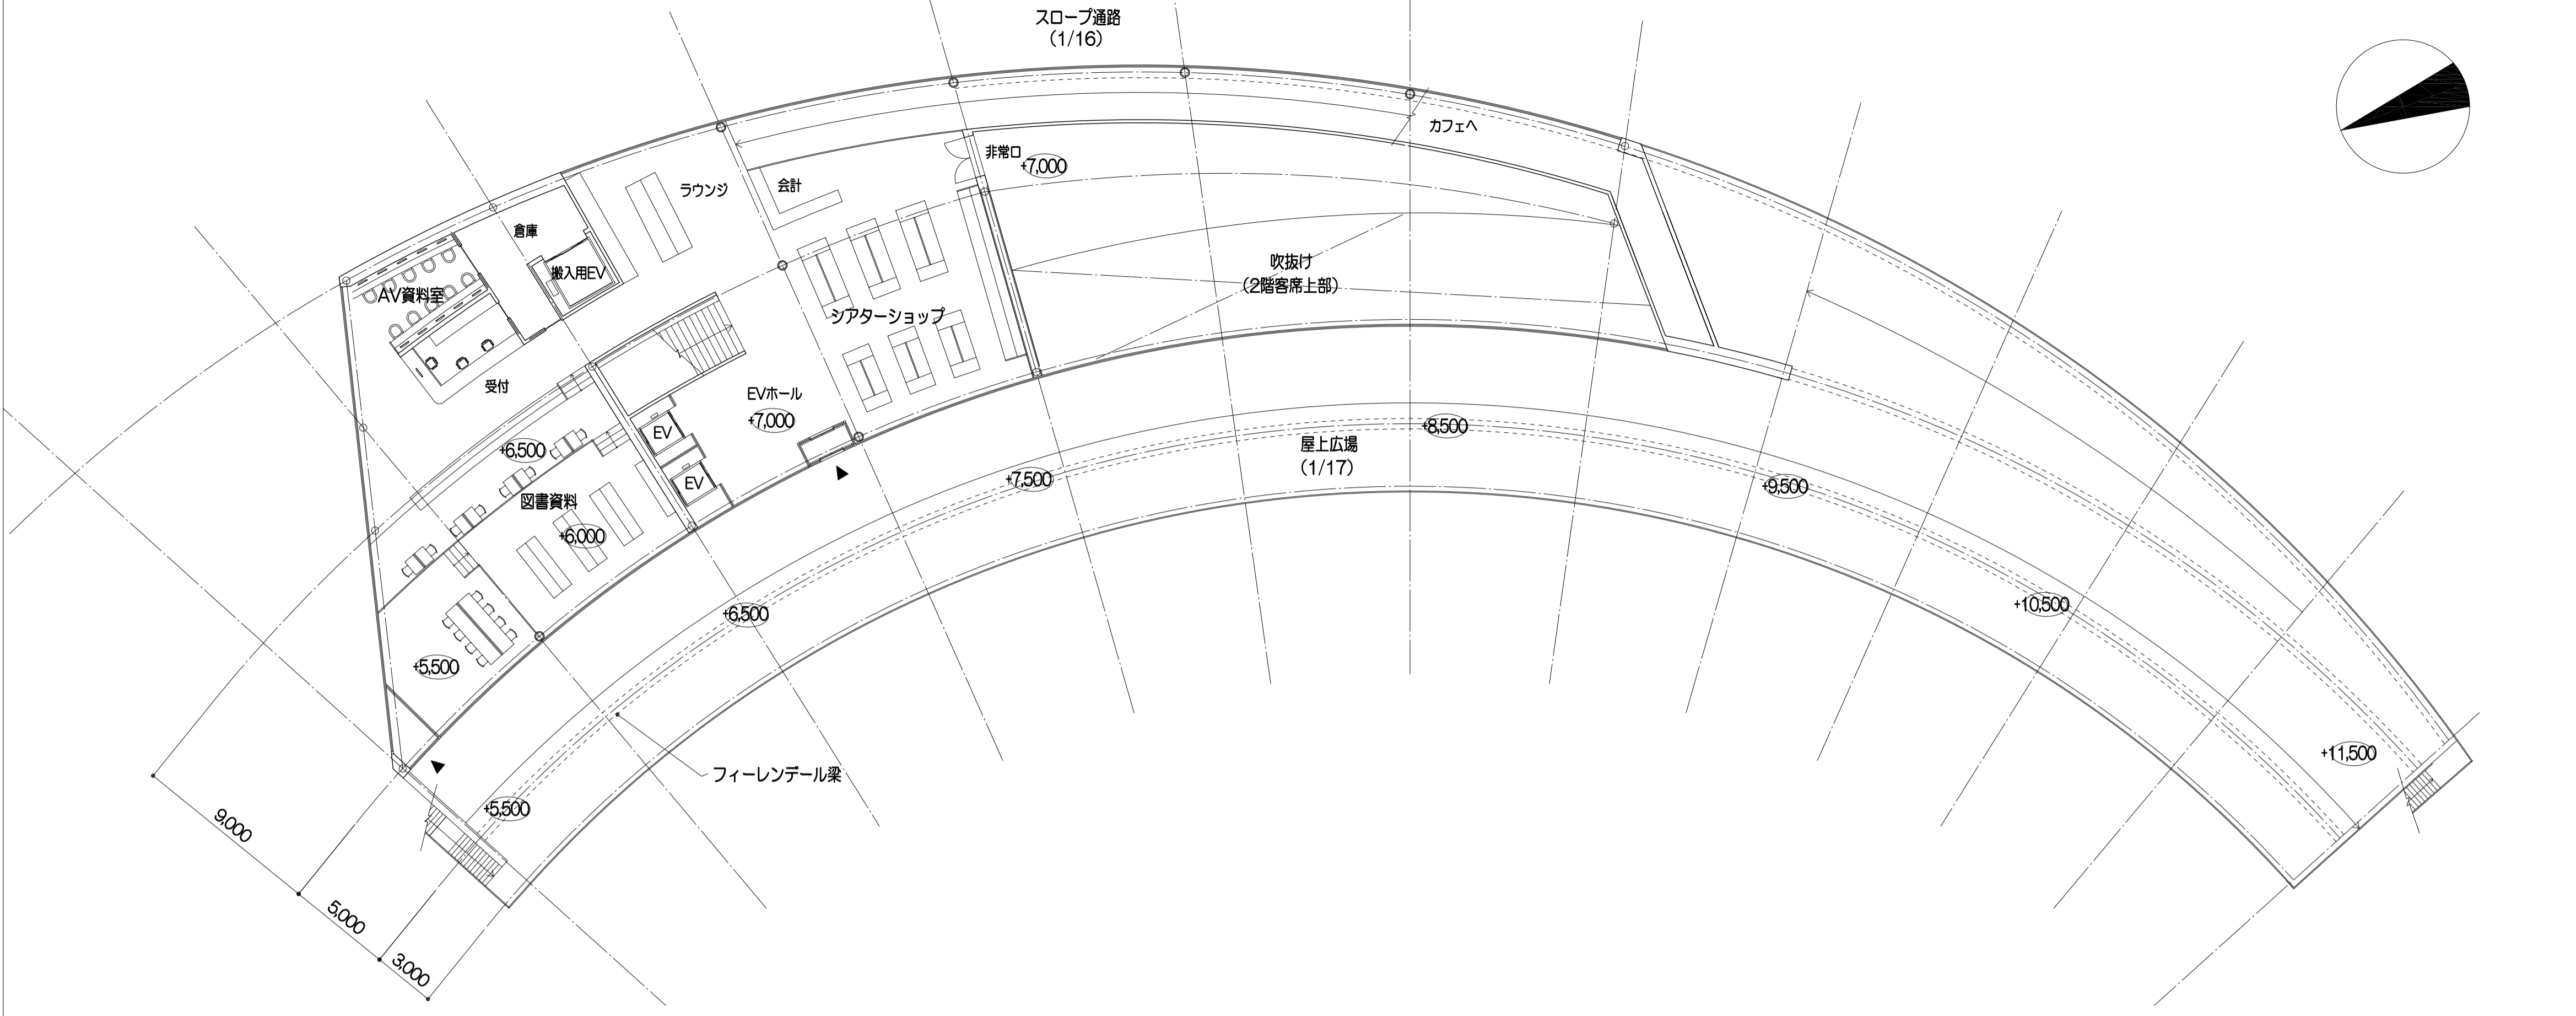 スロープ通路
(1/16)
カフェへ
非常口
+7,000
ラウンジ
会計
倉庫
搬入用EV
AV資料室
吹抜け
(2階客席上部)
シアターショップ
受付
EVホール
+7,000
EV
EV
+6,500
図書資料
+6,000
+8,500
屋上広場
(1/17)
+7,500
+9,500
+6,500
+10,500
+5,500
+11,500
フィーレンデール梁
+5,500
9,000
5,000
3,000